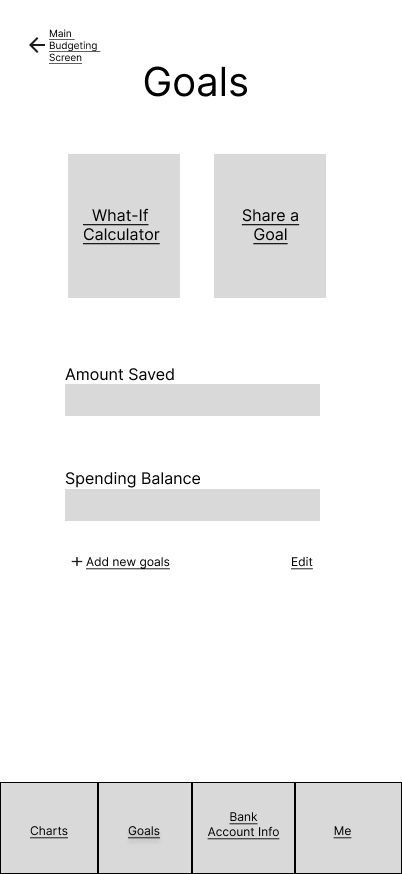 Main
Budgeting
Screen
Goals
What-If
Calculator
Share a
Goal
Amount Saved
Spending Balance
+ Add new goals
Edit
Charts
Goals
Bank
Account Info
Me